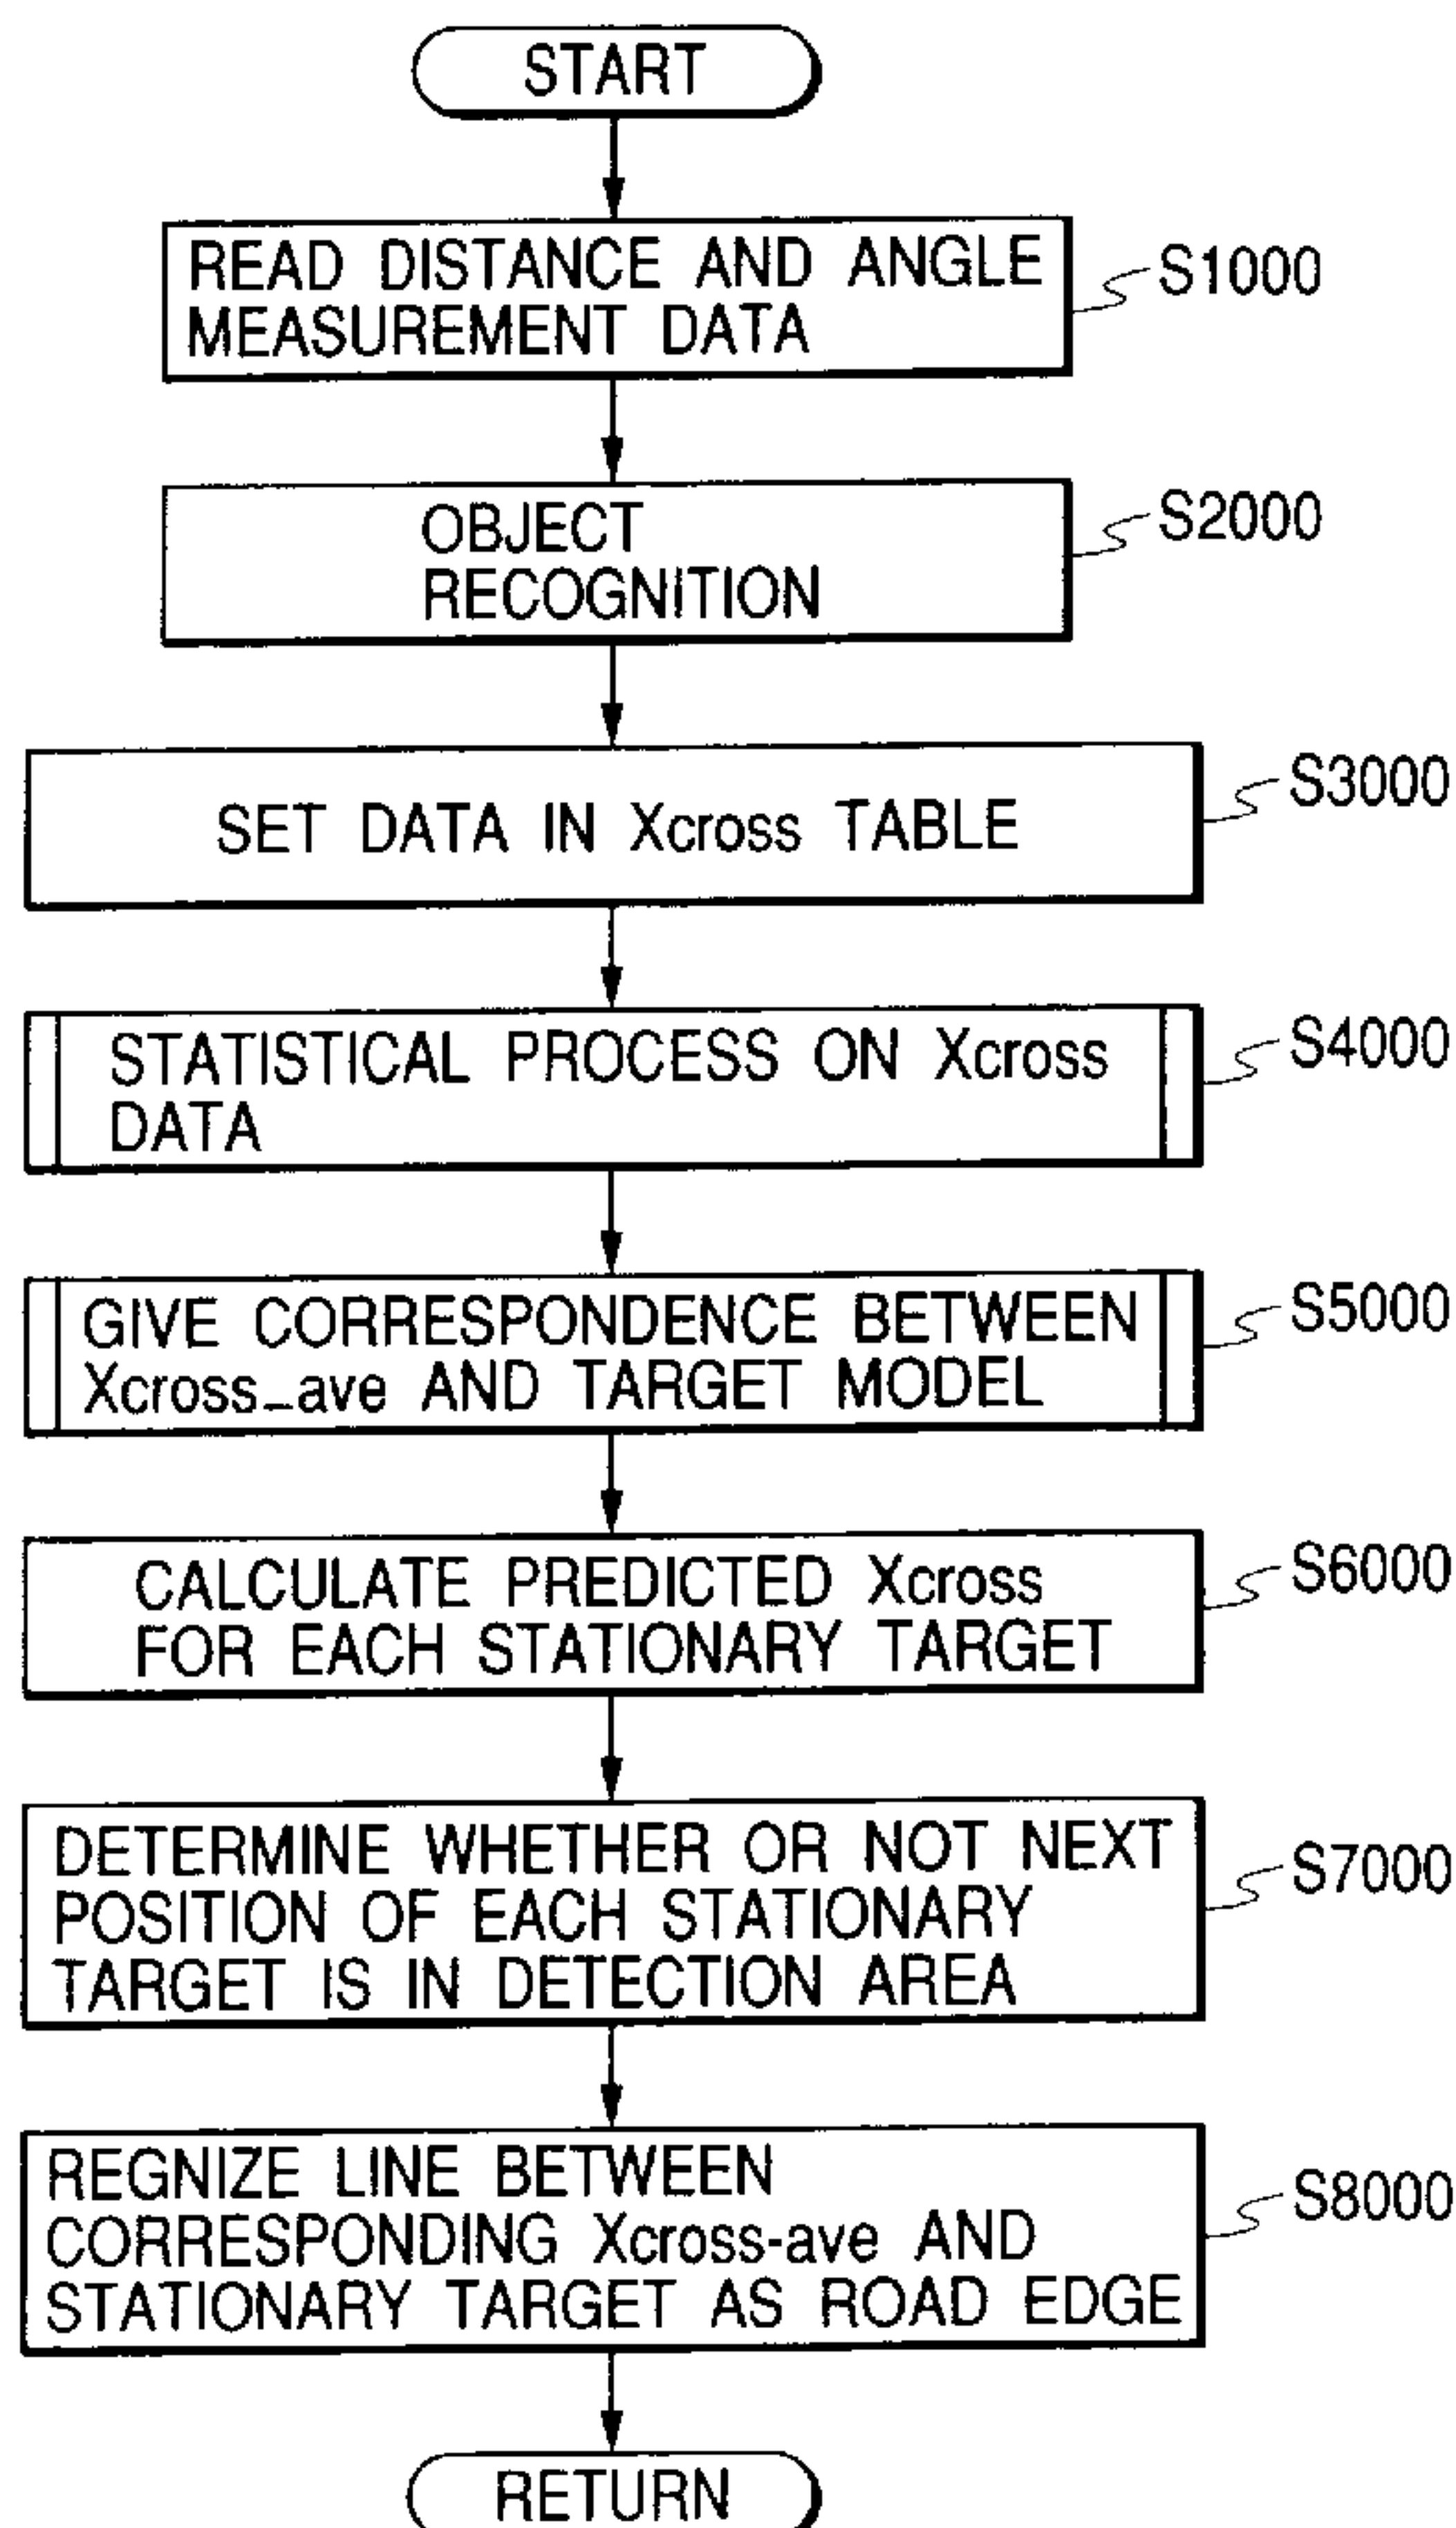 START
READ DISTANCE AND ANGLE
MEASUREMENT DATA
S1000
OBJECT
RECOGNITION
S2000
SET DATA IN Xcross TABLE
S3000
STATISTICAL PROCESS ON Xcross
DATA
S4000
GIVE CORRESPONDENCE BETWEEN
Xcross_ave AND TARGET MODEL
S5000
CALCULATE PREDICTED Xcross
FOR EACH STATIONARY TARGET
S6000
DETERMINE WHETHER OR NOT NEXT
POSITION OF EACH STATIONARY
TARGET IS IN DETECTION AREA
S7000
REGNIZE LINE BETWEEN
CORRESPONDING Xcross-ave AND
STATIONARY TARGET AS ROAD EDGE
S8000
RETURN